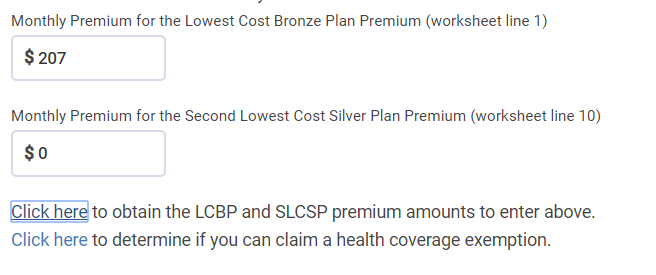 Monthly Premium for the Lowest Cost Bronze Plan Premium (worksheet line 1)
$ 207
Monthly Premium for the Second Lowest Cost Silver Plan Premium (worksheet line 10)
$ 0
Click here to obtain the LCBP and SLCSP premium amounts to enter above.
Click here to determine if you can claim a health coverage exemption.